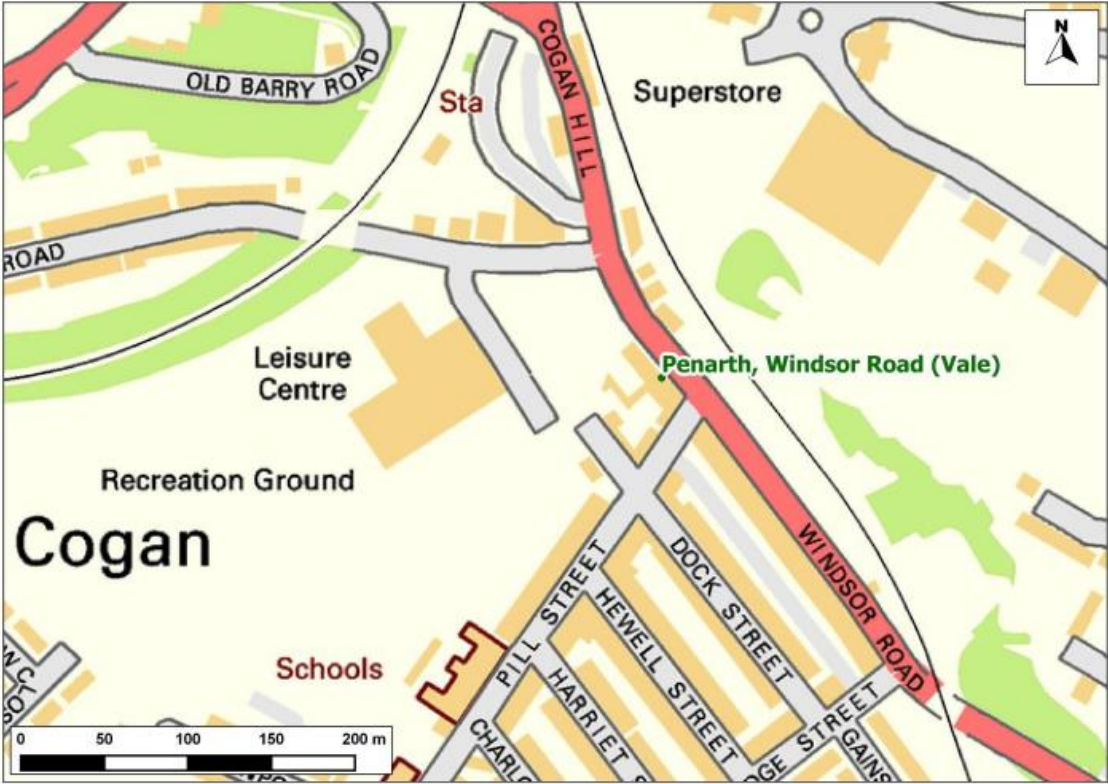 N
OLD BARRY ROAD
COGAN HILL
Sta
Superstore
ROAD
Leisure
Centre
Penarth, Windsor Road (Vale)
Recreation Ground
Cogan
WINDSOR ROAD
DOCK STREET
PILL STREET
HEWELL STREET
Schools
HARRIET S
CHARLO
STREET
GAINS
0 50 100 150 200 m